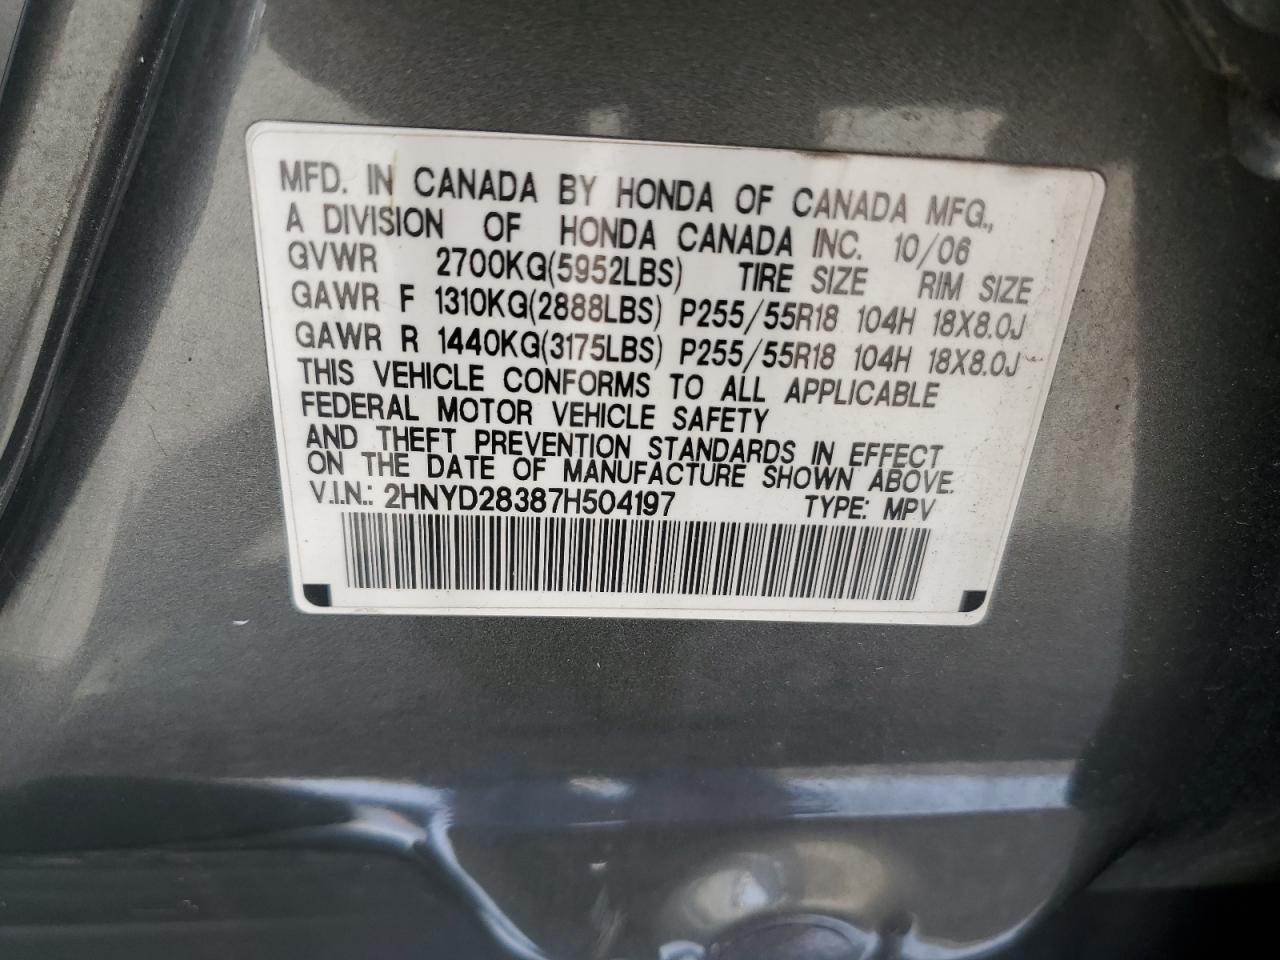 MFD. IN CANADA BY HONDA OF CANADA MFG.,
A DIVISION OF HONDA CANADA INC. 10/06
GVWR 2700KG(5952LBS) TIRE SIZE RIM SIZE
GAWR F 1310KG(2888LBS) P255/55R18 104H 18X8.0J
GAWR R 1440KG(3175LBS) P255/55R18 104H 18X8.0J
THIS VEHICLE CONFORMS TO ALL APPLICABLE
FEDERAL MOTOR VEHICLE SAFETY
AND THEFT PREVENTION STANDARDS IN EFFECT
ON THE DATE OF MANUFACTURE SHOWN ABOVE.
V.I.N.: 2HNYD28387H504197 TYPE: MPV